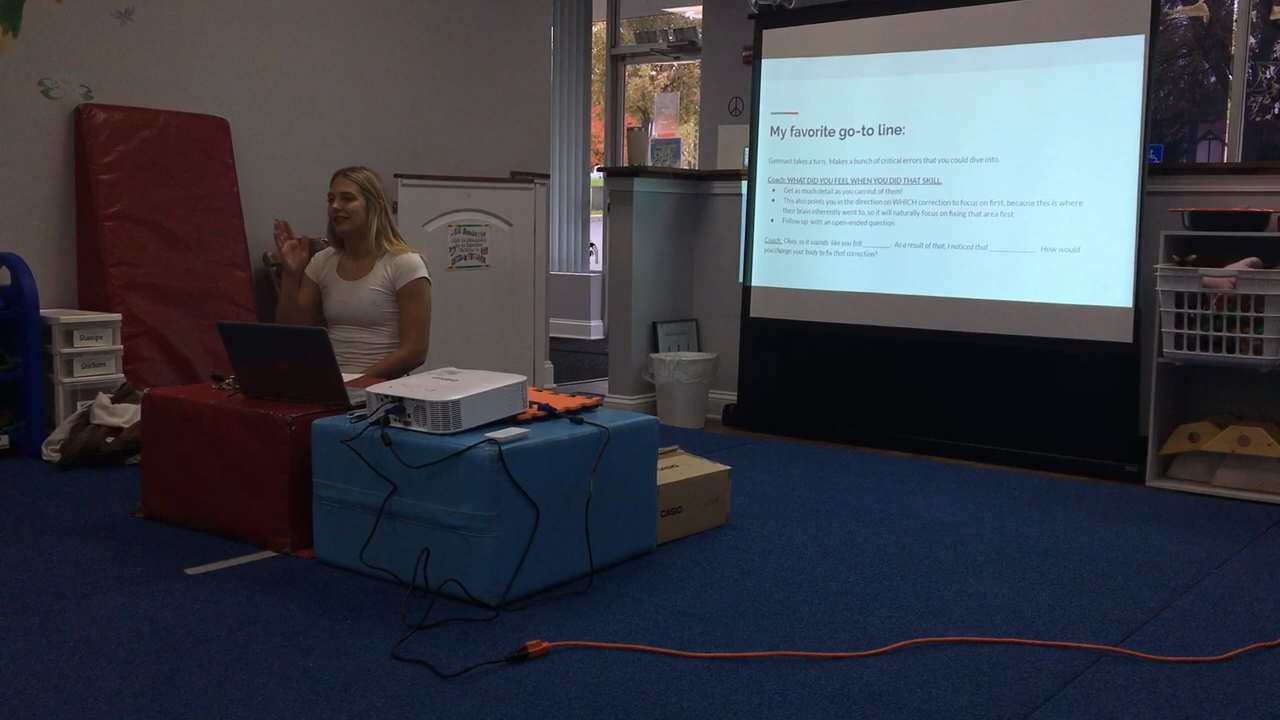 My favorite go-to line:
Gymnast takes a turn. Makes a bunch of critical errors that you could dive into.
Coach: WHAT DID YOU FEEL WHEN YOU DID THAT SKILL.
Get as much detail as you can out of them!
This also points you in the direction on WHICH correction to focus on first, because this is where
their brain inherently went to, so it will naturally focus on fixing that area first
Follow up with an open-ended question
Coach: Okay so it sounds like you felt ________. As a result of that, I noticed that ____________. How would
you change your body to fix that correction?
Stamps
Stickers
CASIO
CASIO